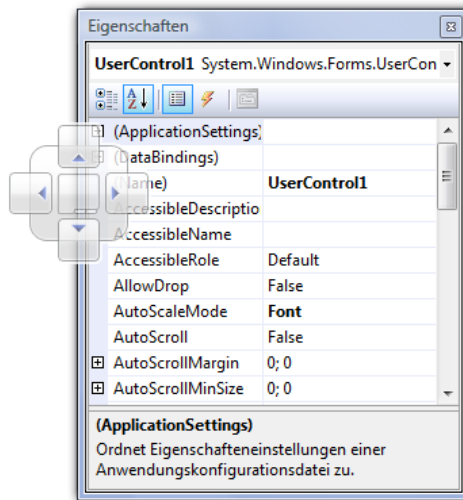 Eigenschaften
UserControl1 System.Windows.Forms.UserCon
(ApplicationSettings)
(DataBindings)
(Name) UserControl1
AccessibleDescriptio
AccessibleName
AccessibleRole Default
AllowDrop False
AutoScaleMode Font
AutoScroll False
AutoScrollMargin 0; 0
AutoScrollMinSize 0; 0
(ApplicationSettings)
Ordnet Eigenschafteneinstellungen einer
Anwendungskonfigurationsdatei zu.